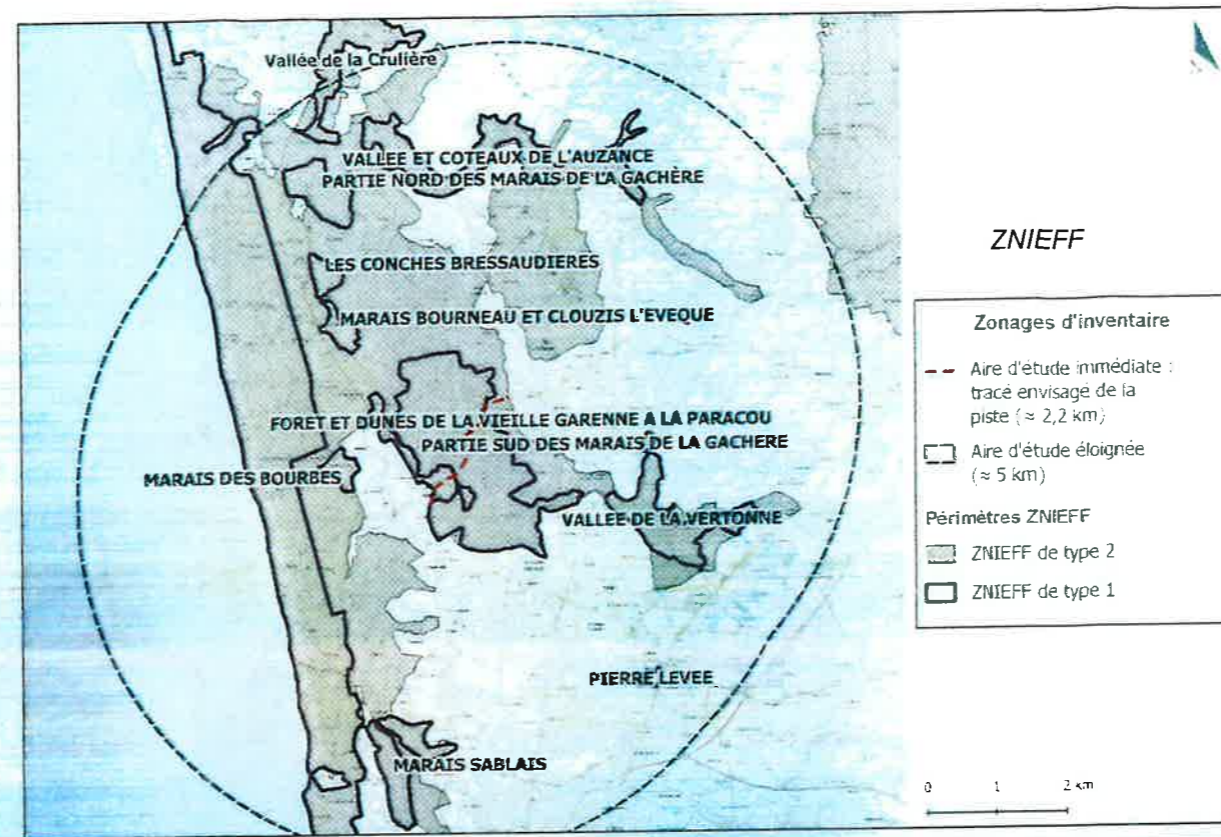 Vallée de la Crulière
VALLEE ET COTEAUX DE L'AUZANCE
PARTIE NORD DES MARAIS DE LA GACHÈRE
LES CONCHES BRESSAUDIERES
MARAIS BOURNEAU ET CLOUZIS L'EVEQUE
FORET ET DUNES DE LA VIEILLE GARENNE A LA PARACOU
PARTIE SUD DES MARAIS DE LA GACHERE
MARAIS DES BOURBES
VALLEE DE LA VERTONNE
PIERRE LEVEE
MARAIS SABLAIS
ZNIEFF
Zonages d'inventaire
Aire d'étude immédiate :
tracé envisagé de la
piste (≈ 2,2 km)
Aire d'étude éloignée
(≈ 5 km)
Périmètres ZNIEFF
ZNIEFF de type 2
ZNIEFF de type 1
0 1 2 km